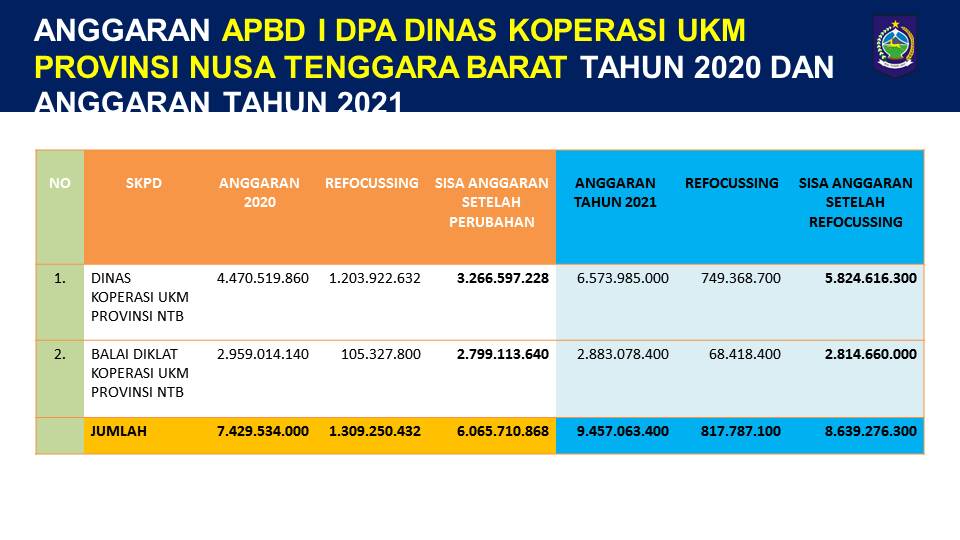 ANGGARAN APBD I DPA DINAS KOPERASI UKM
PROVINSI NUSA TENGGARA BARAT TAHUN 2020 DAN
ANGGARAN TAHUN 2021
NO SKPD ANGGARAN 2020 REFOCUSSING SISA ANGGARAN SETELAH PERUBAHAN ANGGARAN TAHUN 2021 REFOCUSSING SISA ANGGARAN SETELAH REFOCUSSING
1. DINAS KOPERASI UKM PROVINSI NTB 4.470.519.860 1.203.922.632 3.266.597.228 6.573.985.000 749.368.700 5.824.616.300
2. BALAI DIKLAT KOPERASI UKM PROVINSI NTB 2.959.014.140 105.327.800 2.799.113.640 2.883.078.400 68.418.400 2.814.660.000
JUMLAH 7.429.534.000 1.309.250.432 6.065.710.868 9.457.063.400 817.787.100 8.639.276.300